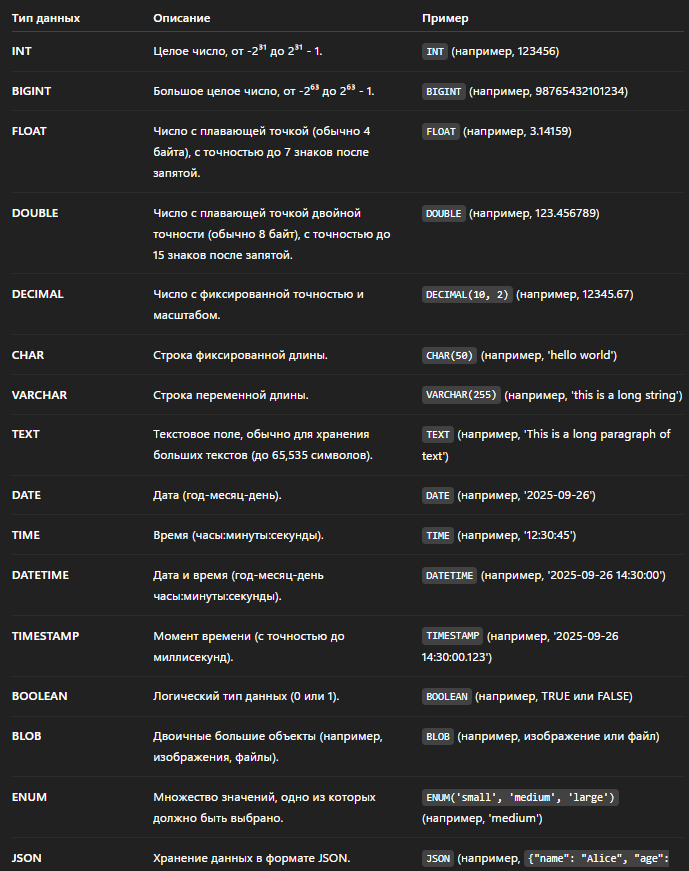 Тип данных Описание Пример
INT Целое число, от -2³¹ до 2³¹ - 1. INT (например, 123456)
BIGINT Большое целое число, от -2⁶³ до 2⁶³ - 1. BIGINT (например, 98765432101234)
FLOAT Число с плавающей точкой (обычно 4 FLOAT (например, 3.14159)
байта), с точностью до 7 знаков после
запятой.
DOUBLE Число с плавающей точкой двойной DOUBLE (например, 123.456789)
точности (обычно 8 байт), с точностью до
15 знаков после запятой.
DECIMAL Число с фиксированной точностью и DECIMAL(10, 2) (например, 12345.67)
масштабом.
CHAR Строка фиксированной длины. CHAR(50) (например, 'hello world')
VARCHAR Строка переменной длины. VARCHAR(255) (например, 'this is a long string')
TEXT Текстовое поле, обычно для хранения TEXT (например, 'This is a long paragraph of
больших текстов (до 65,535 символов). text')
DATE Дата (год-месяц-день). DATE (например, '2025-09-26')
TIME Время (часы:минуты:секунды). TIME (например, '12:30:45')
DATETIME Дата и время (год-месяц-день DATETIME (например, '2025-09-26 14:30:00')
часы:минуты:секунды).
TIMESTAMP Момент времени (с точностью до TIMESTAMP (например, '2025-09-26
миллисекунд). 14:30:00.123')
BOOLEAN Логический тип данных (0 или 1). BOOLEAN (например, TRUE или FALSE)
BLOB Двоичные большие объекты (например, BLOB (например, изображение или файл)
изображения, файлы).
ENUM Множество значений, одно из которых ENUM('small', 'medium', 'large')
должно быть выбрано. (например, 'medium')
JSON Хранение данных в формате JSON. JSON (например, {"name": "Alice", "age":